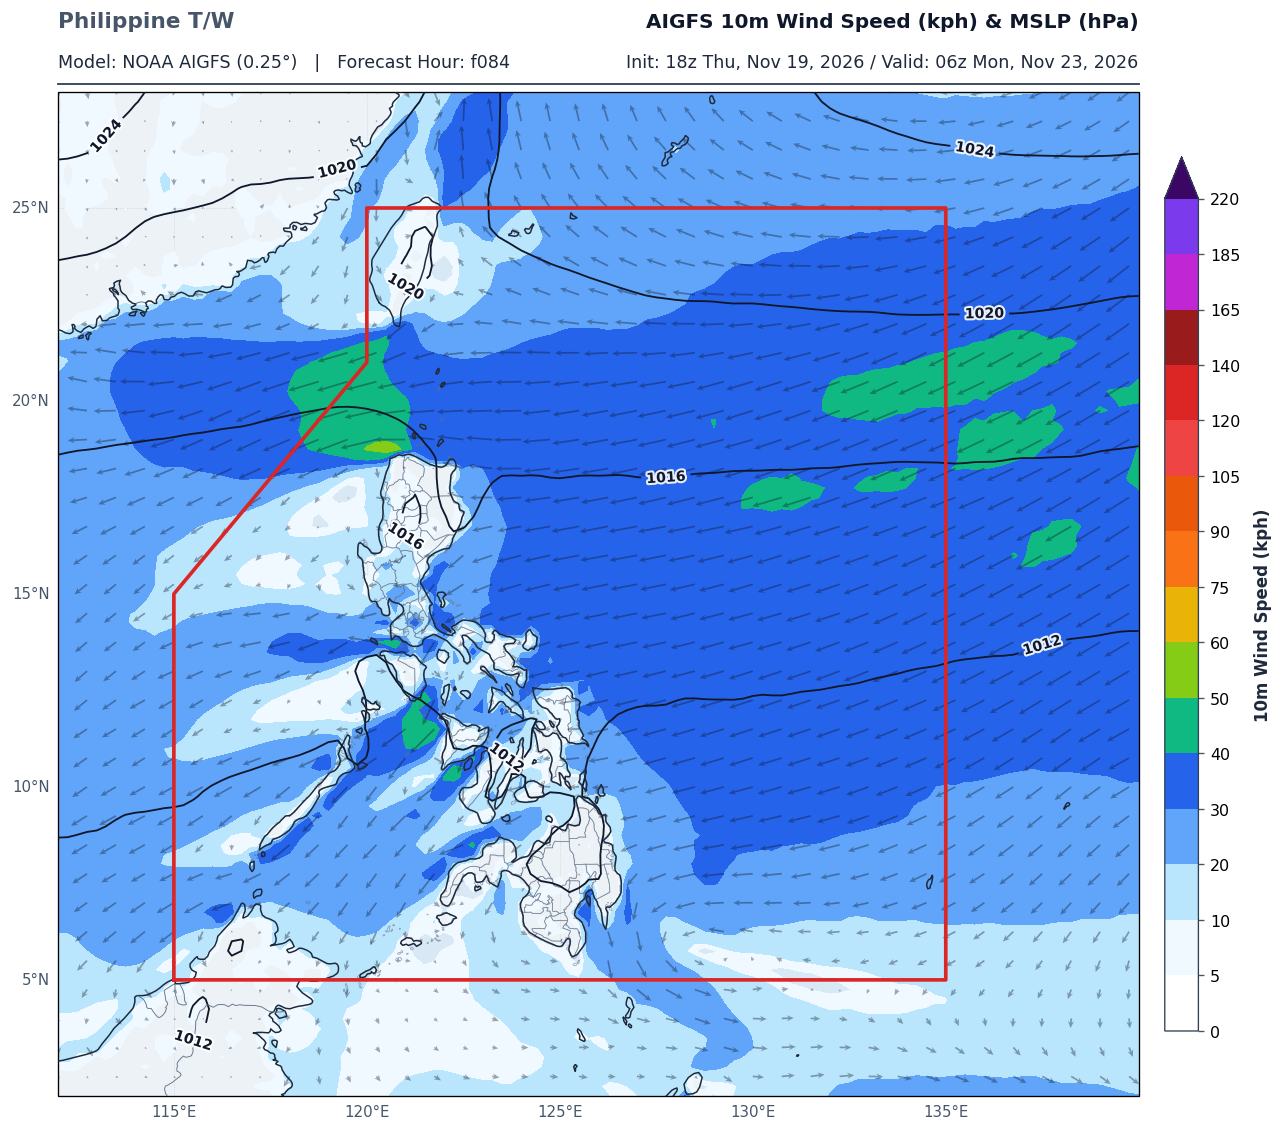 Philippine T/W
AIGFS 10m Wind Speed (kph) & MSLP (hPa)
Model: NOAA AIGFS (0.25°)   |   Forecast Hour: f084
Init: 18z Thu, Nov 19, 2026 / Valid: 06z Mon, Nov 23, 2026
1024
1020
1024
1020
1020
1016
1016
1012
1012
1012
25°N
20°N
15°N
10°N
5°N
115°E
120°E
125°E
130°E
135°E
220
185
165
140
120
105
90
75
60
50
40
30
20
10
5
0
10m Wind Speed (kph)